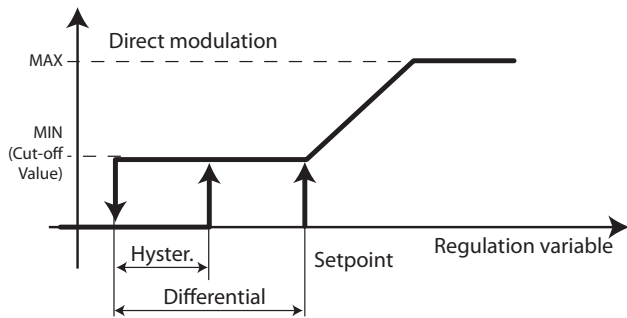 Direct modulation
MAX
MIN
(Cut-off
Value)
Regulation variable
Hyster.
Setpoint
Differential